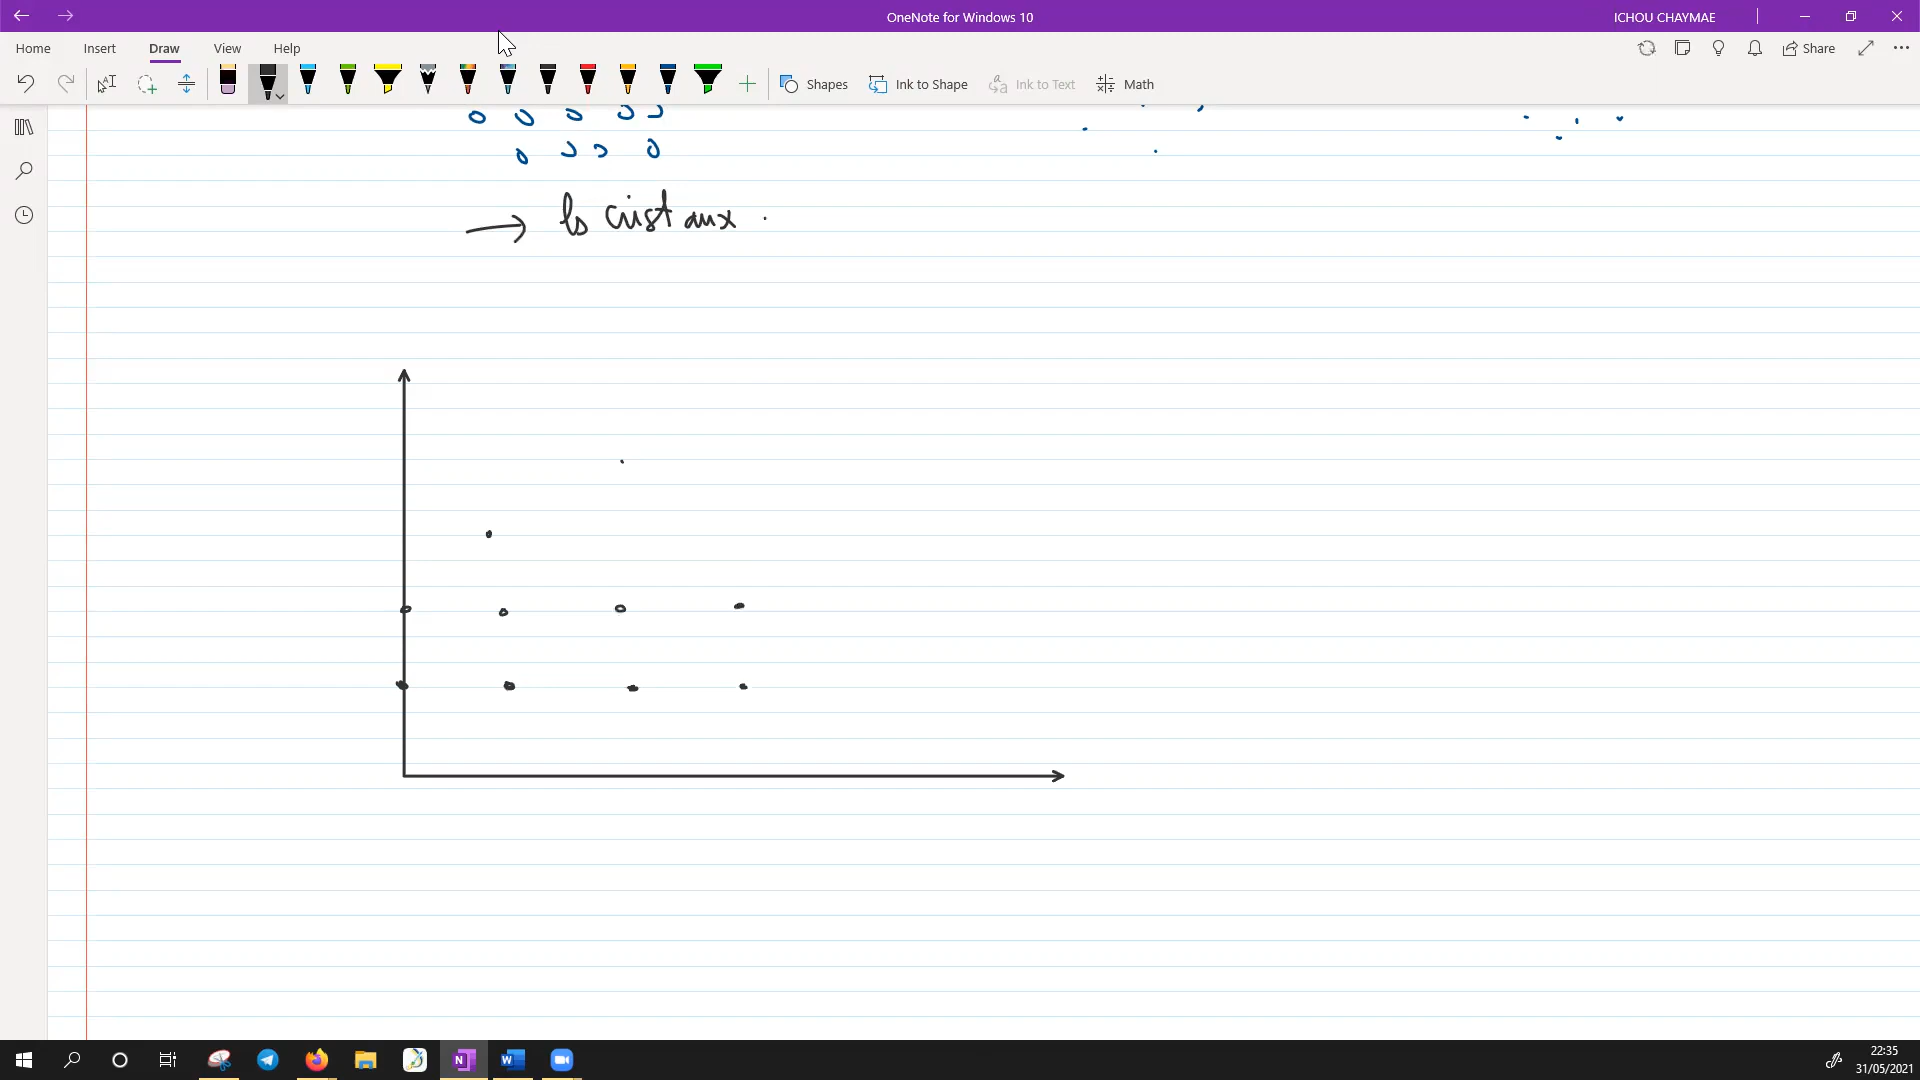 OneNote for Windows 10
ICHOU CHAYMAE
Home Insert Draw View Help
Share
Shapes Ink to Shape Ink to Text Math
→ ls cristaux .
22:35
31/05/2021